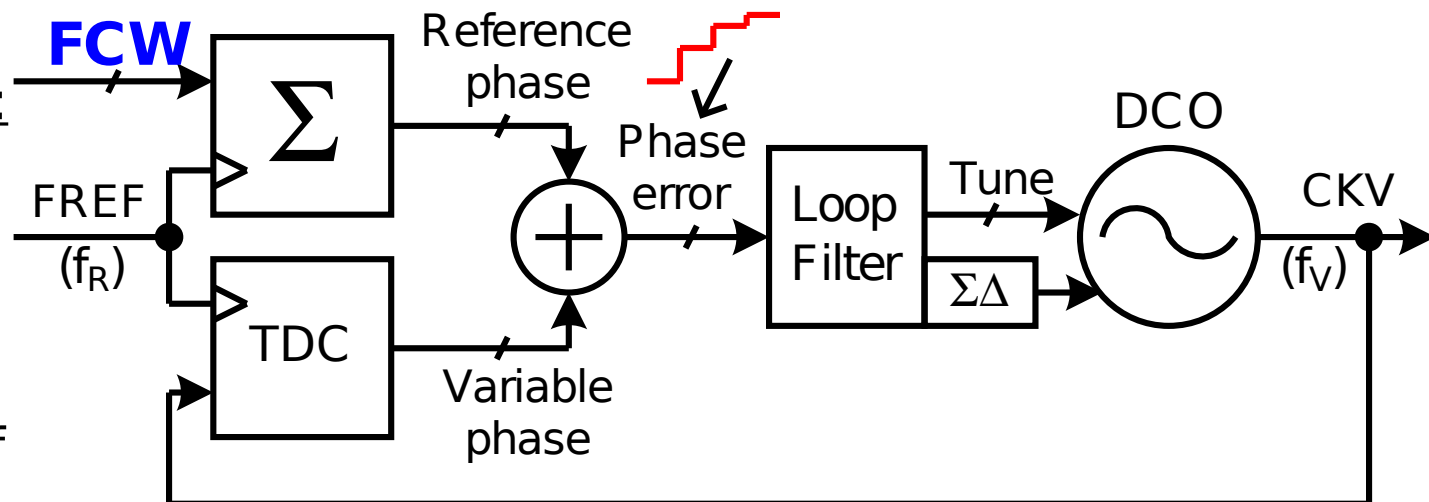 FCW
Σ
Reference
phase
Phase
error
DCO
FREF
(fR)
TDC
Variable
phase
Loop
Filter
Tune
ΣΔ
CKV
(fV)